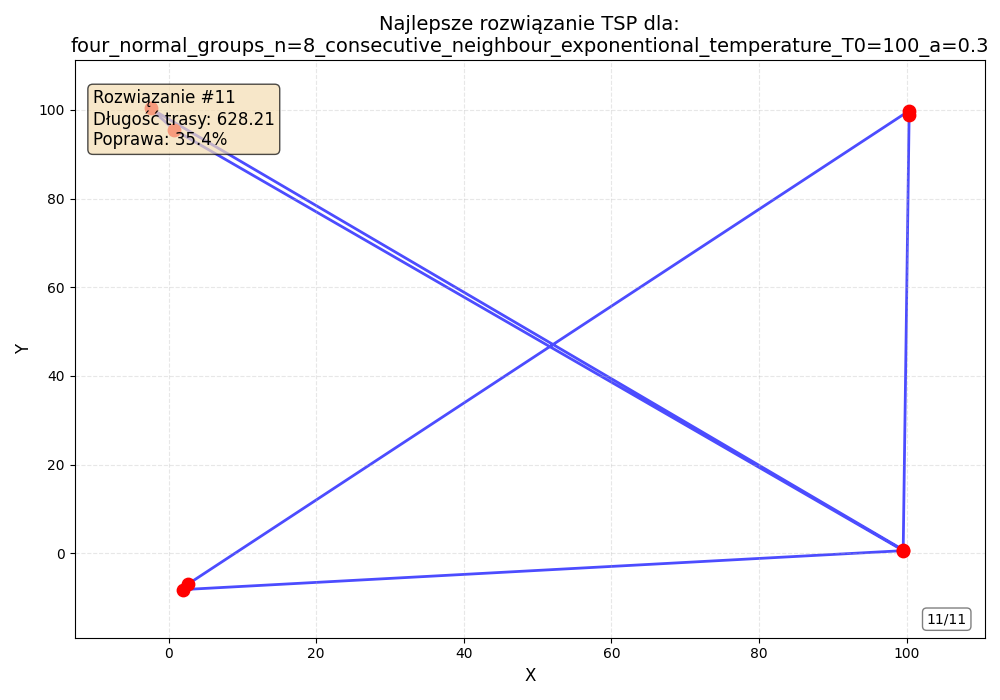 Najlepsze rozwiązanie TSP dla:
four_normal_groups_n=8_consecutive_neighbour_exponentional_temperature_T0=100_a=0.3
Rozwiązanie #11
Długość trasy: 628.21
Poprawa: 35.4%
100
80
60
40
20
0
Y
11/11
0
20
40
60
80
100
X